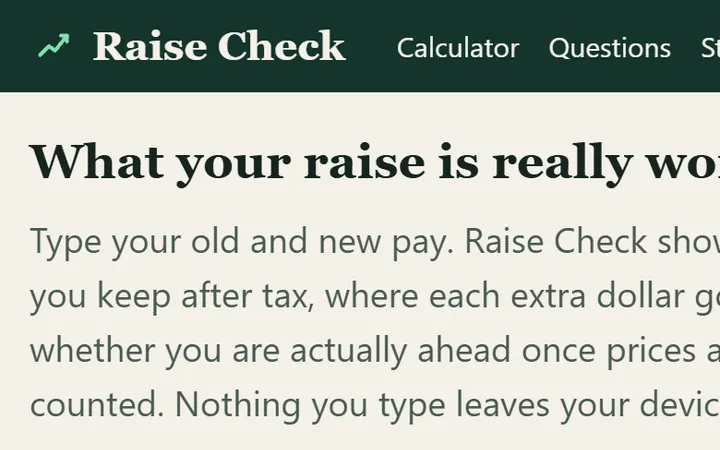 Raise Check Calculator Questions
What your raise is really
Type your old and new pay. Raise Check
you keep after tax, where each extra dollar
whether you are actually ahead once prices
counted. Nothing you type leaves your